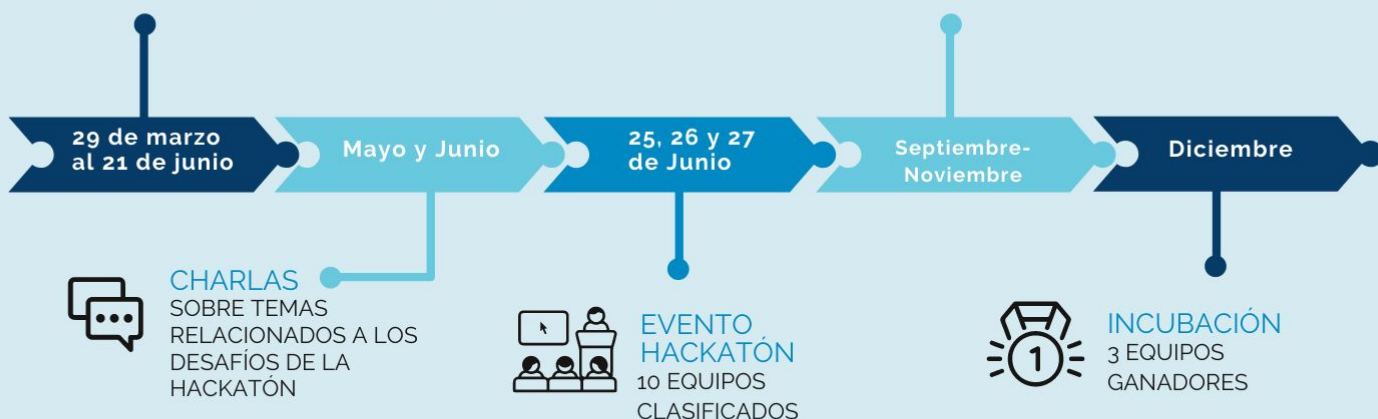 29 de marzo
al 21 de junio
Mayo y Junio
25, 26 y 27
de Junio
Septiembre-
Noviembre
Diciembre
CHARLAS
SOBRE TEMAS
RELACIONADOS A LOS
DESAFÍOS DE LA
HACKATÓN
EVENTO
HACKATÓN
10 EQUIPOS
CLASIFICADOS
1
INCUBACIÓN
3 EQUIPOS
GANADORES